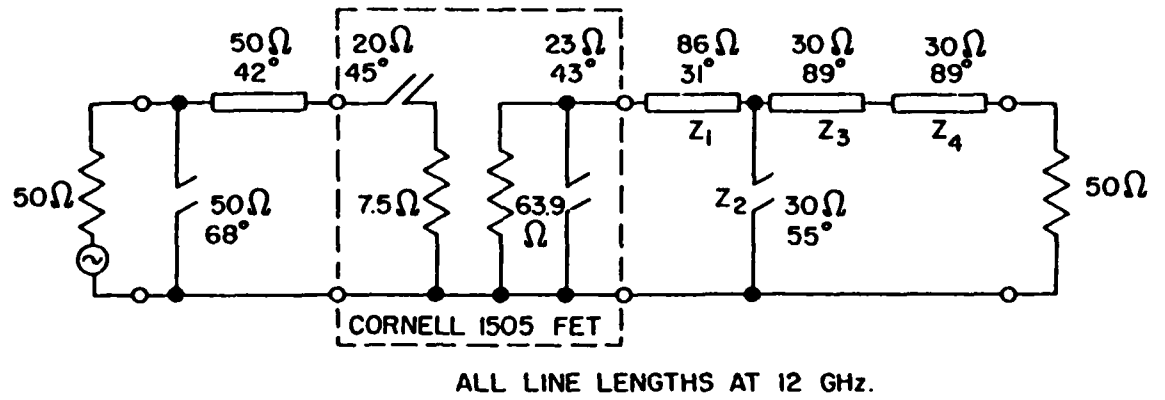 50Ω
42°
20Ω
45°
23Ω
43°
86Ω
31°
30Ω
89°
30Ω
89°
Z1
Z3
Z4
50Ω
50Ω
68°
7.5Ω
63.9
Ω
Z2
30Ω
55°
50Ω
CORNELL 1505 FET
ALL LINE LENGTHS AT 12 GHz.